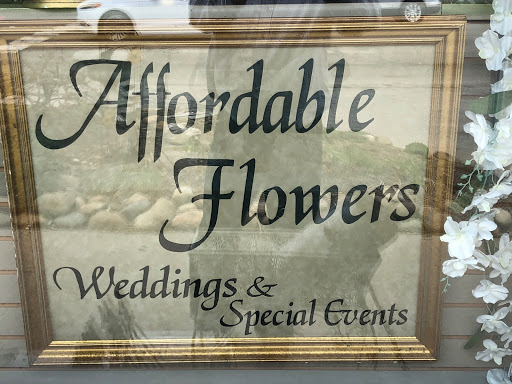 Affordable
Flowers
Weddings &
Special Events